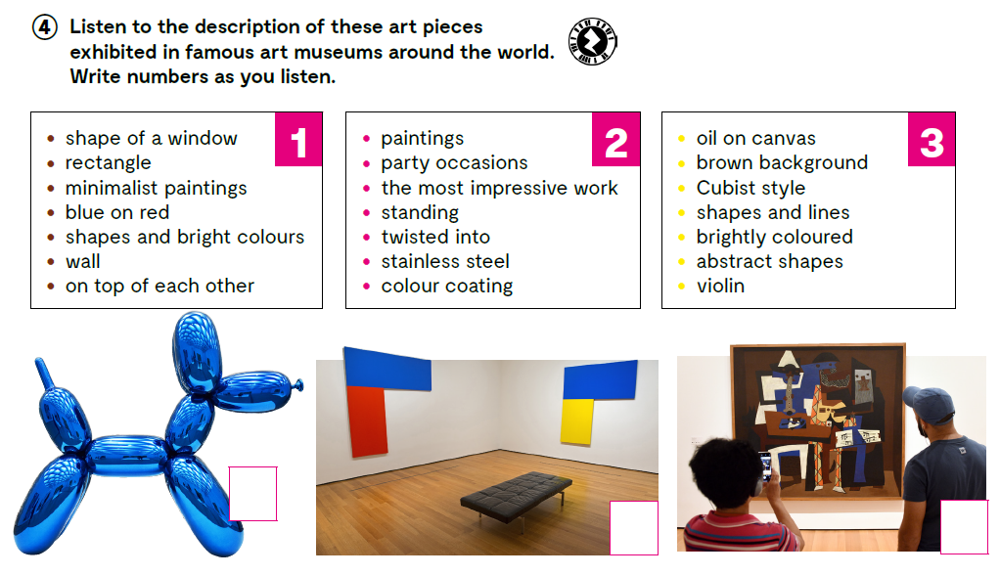 4 Listen to the description of these art pieces
exhibited in famous art museums around the world.
Write numbers as you listen.
1
• shape of a window
• rectangle
• minimalist paintings
• blue on red
• shapes and bright colours
• wall
• on top of each other
2
• paintings
• party occasions
• the most impressive work
• standing
• twisted into
• stainless steel
• colour coating
3
• oil on canvas
• brown background
• Cubist style
• shapes and lines
• brightly coloured
• abstract shapes
• violin